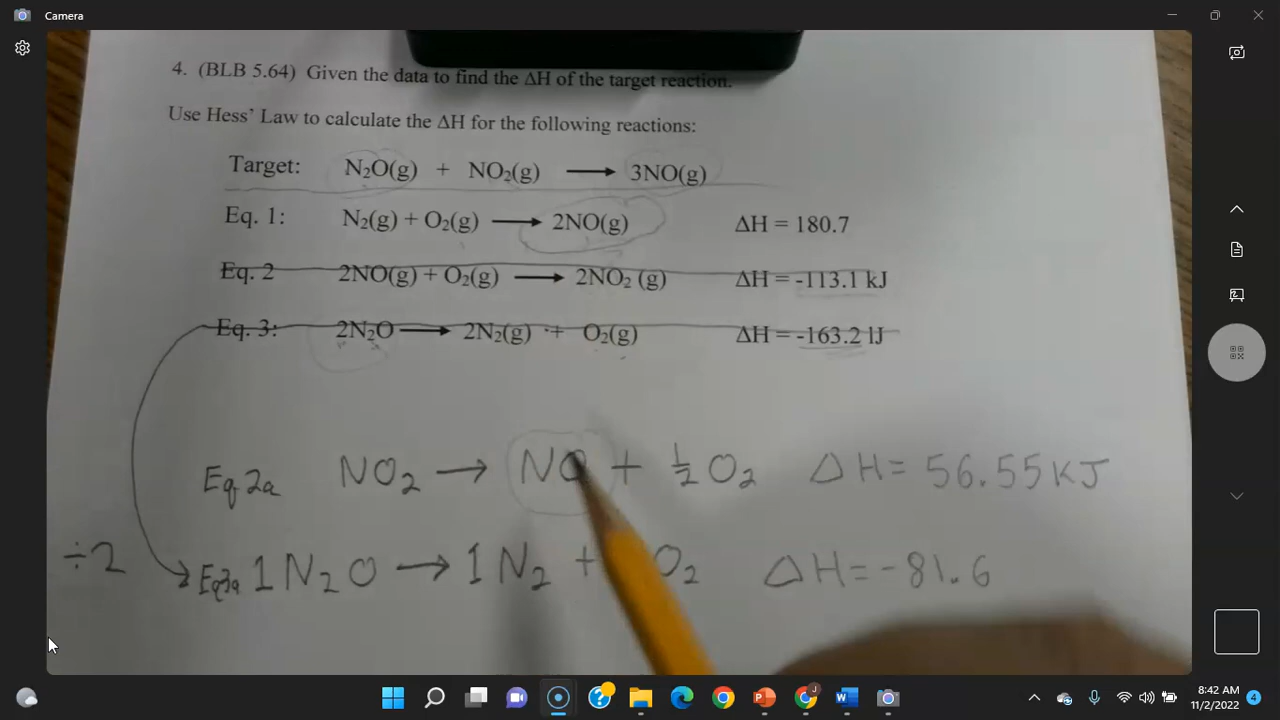 Camera
4. (BLB 5.64) Given the data to find the ΔH of the target reaction.
Use Hess' Law to calculate the ΔH for the following reactions:
Target: N₂O(g) + NO₂(g) ⟶ 3NO(g)
Eq. 1: N₂(g) + O₂(g) ⟶ 2NO(g) ΔH = 180.7
Eq. 2 2NO(g) + O₂(g) ⟶ 2NO₂ (g) ΔH = -113.1 kJ
Eq. 3: 2N₂O ⟶ 2N₂(g) + O₂(g) ΔH = -163.2 lJ
Eq 2a NO₂ → NO + ½ O₂ ΔH = 56.55 KJ
÷2 Eq3a 1 N₂O → 1 N₂ + O₂ ΔH = -81.6
8:42 AM
11/2/2022
4